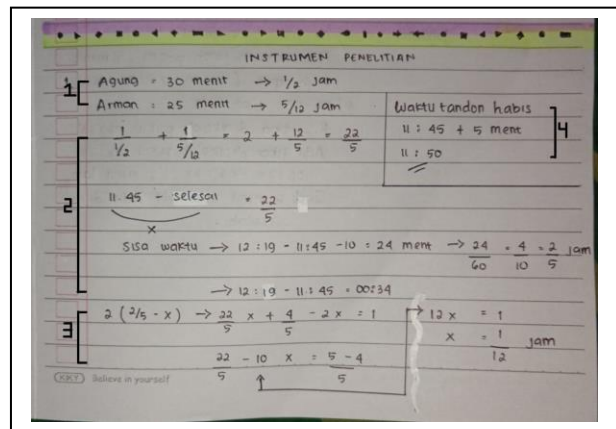 INSTRUMEN PENELITIAN
1
Agung = 30 menit → 1/2 jam
Arman = 25 menit → 5/12 jam
2
1/(1/2) + 1/(5/12) = 2 + 12/5 = 22/5
11.45 - selesai = 22/5
x
sisa waktu → 12:19 - 11:45 - 10 = 24 ment → 24/60 = 4/10 = 2/5 jam
→ 12:19 - 11:45 = 00:34
3
2 (2/5 - x) → 22/5 x + 4/5 - 2x = 1
22/5 - 10 x = 5 - 4/5
12 x = 1
x = 1/12 jam
4
Waktu tandon habis
11:45 + 5 ment
11:50
KKY Believe in yourself